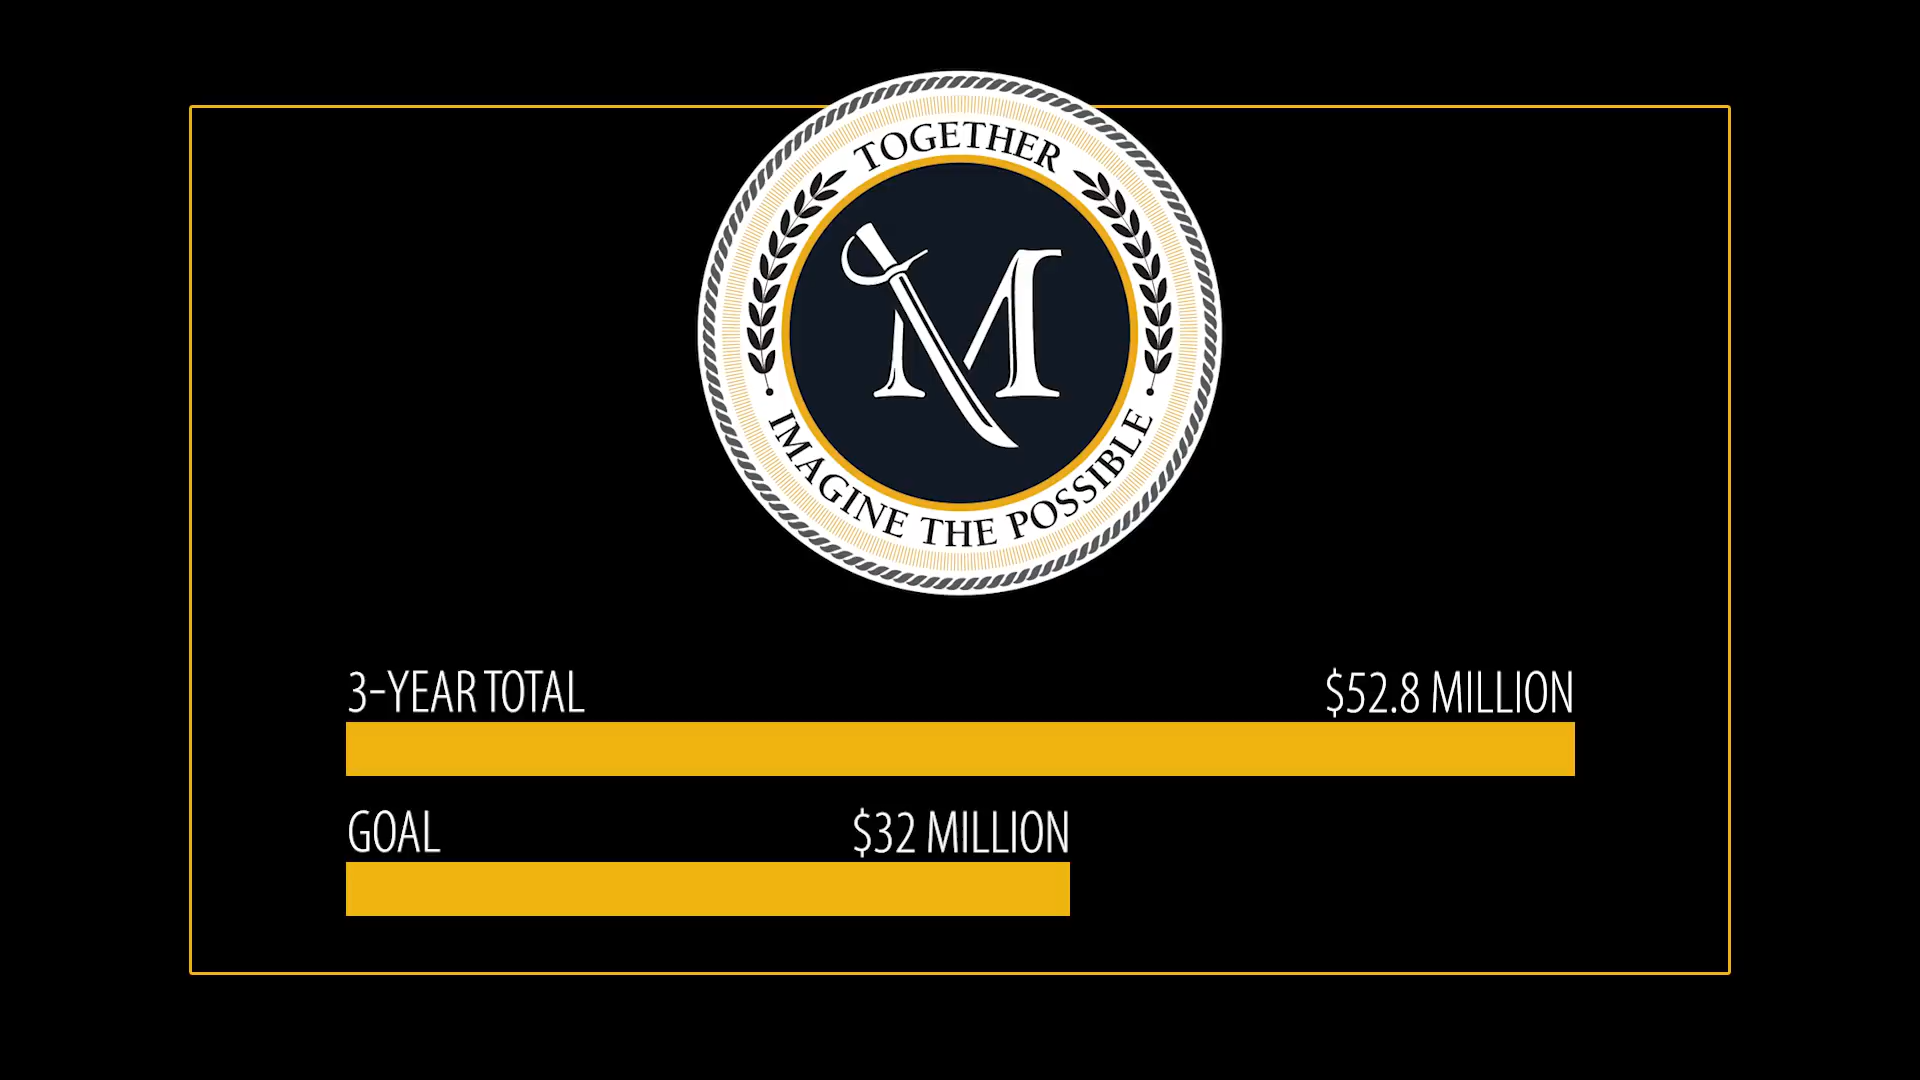 TOGETHER
M
IMAGINE THE POSSIBLE
3-YEAR TOTAL $52.8 MILLION
GOAL $32 MILLION